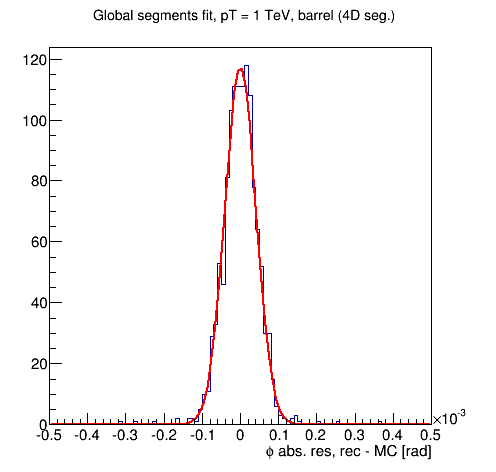 Global segments fit, pT = 1 TeV, barrel (4D seg.)
120
100
80
60
40
20
0
-0.5 -0.4 -0.3 -0.2 -0.1 0 0.1 0.2 0.3 0.4 0.5
×10⁻³
ϕ abs. res, rec - MC [rad]